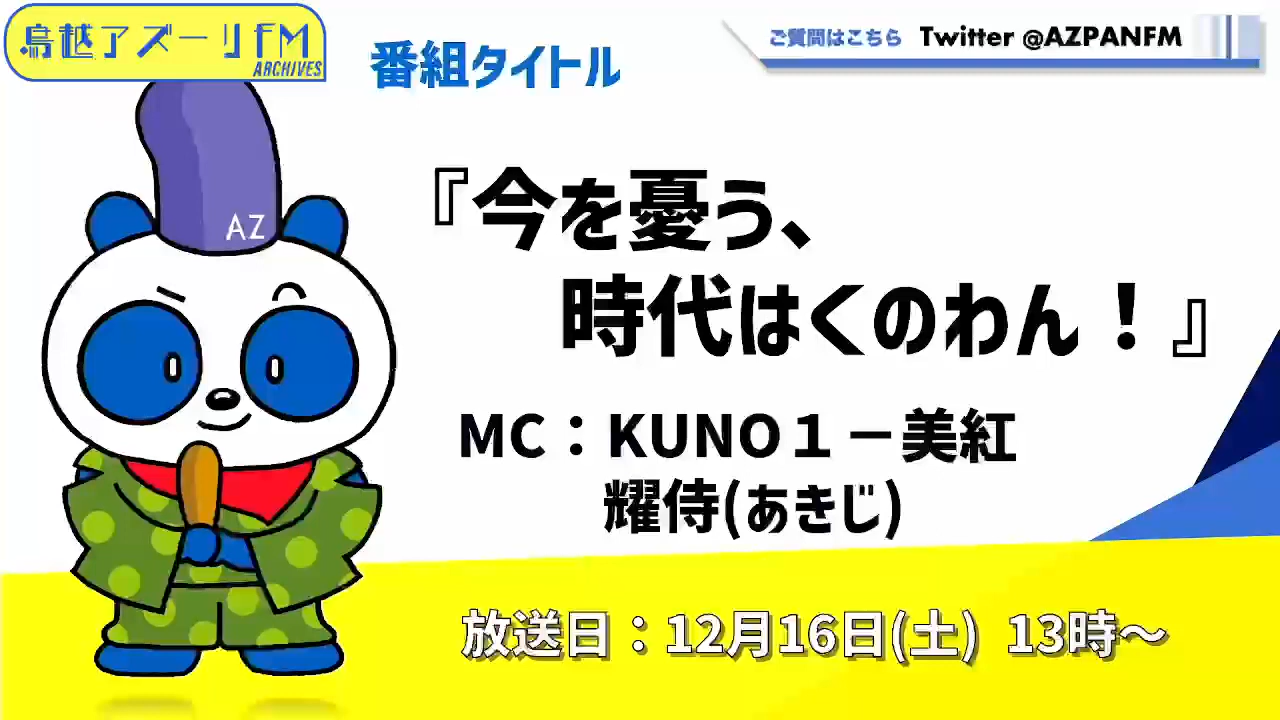 鳥越アズーリFM
ARCHIVES
番組タイトル
ご質問はこちら Twitter @AZPANFM
AZ
『今を憂う、
時代はくのわん！』
MC：KUNO１－美紅
耀侍(あきじ)
放送日：12月16日(土) 13時～